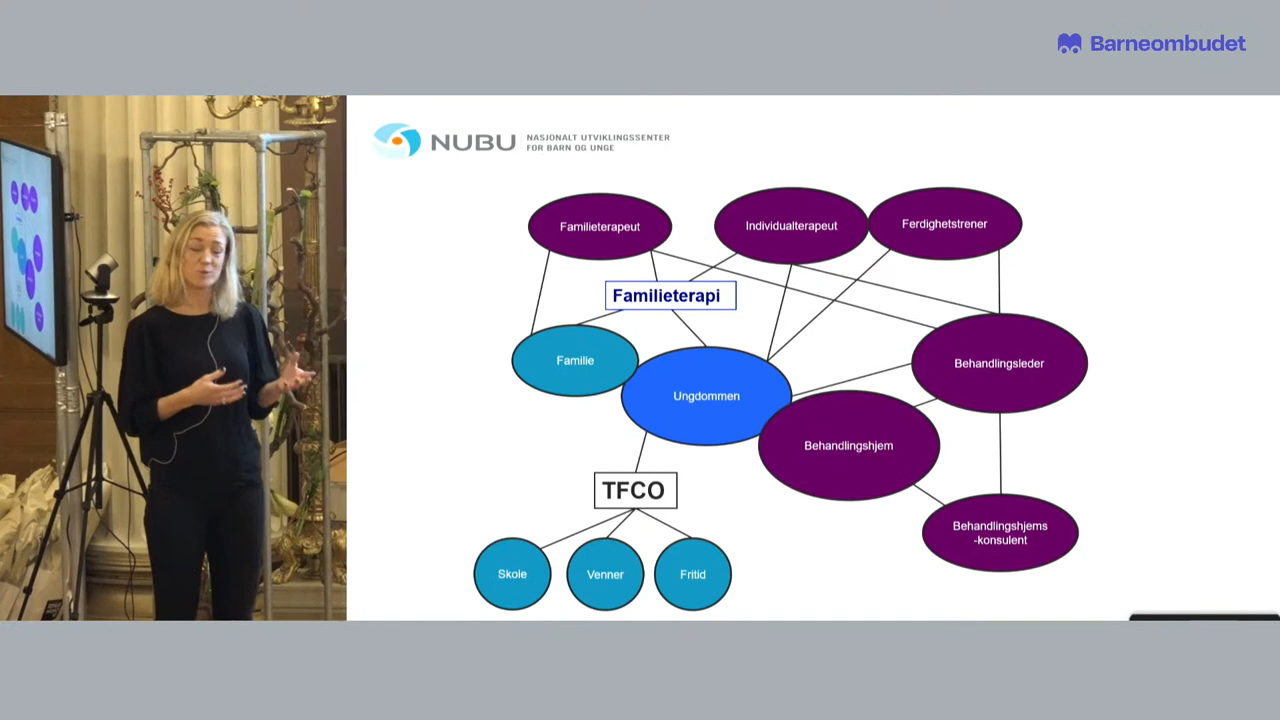 Barneombudet
NUBU
NASJONALT UTVIKLINGSSENTER
FOR BARN OG UNGE
Familieterapeut
Individualterapeut
Ferdighetstrener
Familieterapi
Familie
Behandlingsleder
Ungdommen
Behandlingshjem
TFCO
Behandlingshjems
-konsulent
Skole
Venner
Fritid